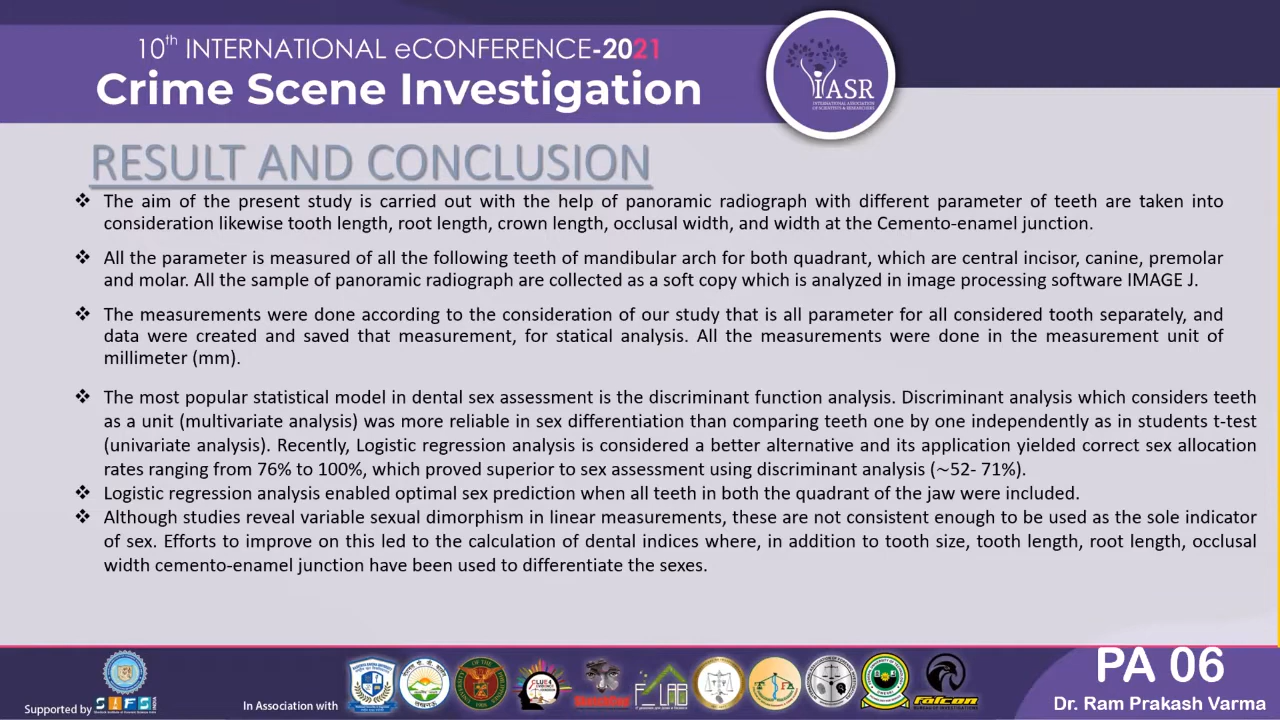 10th INTERNATIONAL eCONFERENCE-2021
Crime Scene Investigation
iASR
INTERNATIONAL ASSOCIATION
OF SCIENTISTS & RESEARCHERS
RESULT AND CONCLUSION
❖ The aim of the present study is carried out with the help of panoramic radiograph with different parameter of teeth are taken into
consideration likewise tooth length, root length, crown length, occlusal width, and width at the Cemento-enamel junction.
❖ All the parameter is measured of all the following teeth of mandibular arch for both quadrant, which are central incisor, canine, premolar
and molar. All the sample of panoramic radiograph are collected as a soft copy which is analyzed in image processing software IMAGE J.
❖ The measurements were done according to the consideration of our study that is all parameter for all considered tooth separately, and
data were created and saved that measurement, for statical analysis. All the measurements were done in the measurement unit of
millimeter (mm).
❖ The most popular statistical model in dental sex assessment is the discriminant function analysis. Discriminant analysis which considers teeth
as a unit (multivariate analysis) was more reliable in sex differentiation than comparing teeth one by one independently as in students t-test
(univariate analysis). Recently, Logistic regression analysis is considered a better alternative and its application yielded correct sex allocation
rates ranging from 76% to 100%, which proved superior to sex assessment using discriminant analysis (~52- 71%).
❖ Logistic regression analysis enabled optimal sex prediction when all teeth in both the quadrant of the jaw were included.
❖ Although studies reveal variable sexual dimorphism in linear measurements, these are not consistent enough to be used as the sole indicator
of sex. Efforts to improve on this led to the calculation of dental indices where, in addition to tooth size, tooth length, root length, occlusal
width cemento-enamel junction have been used to differentiate the sexes.
Supported by
SIFS
In Association with
falcon
PA 06
Dr. Ram Prakash Varma